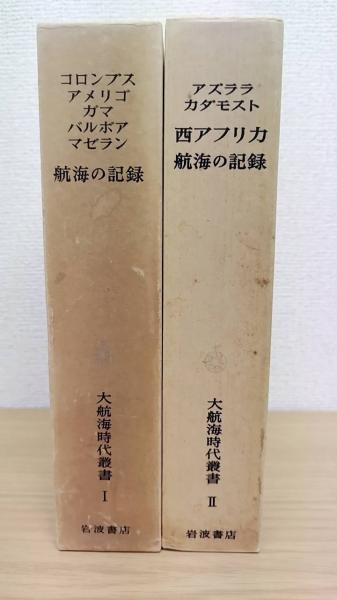 コロンブス
アメリゴ
ガマ
バルボア
マゼラン
航海の記録
大航海時代叢書 I
岩波書店
アズララ
カダモスト
西アフリカ
航海の記録
大航海時代叢書 II
岩波書店